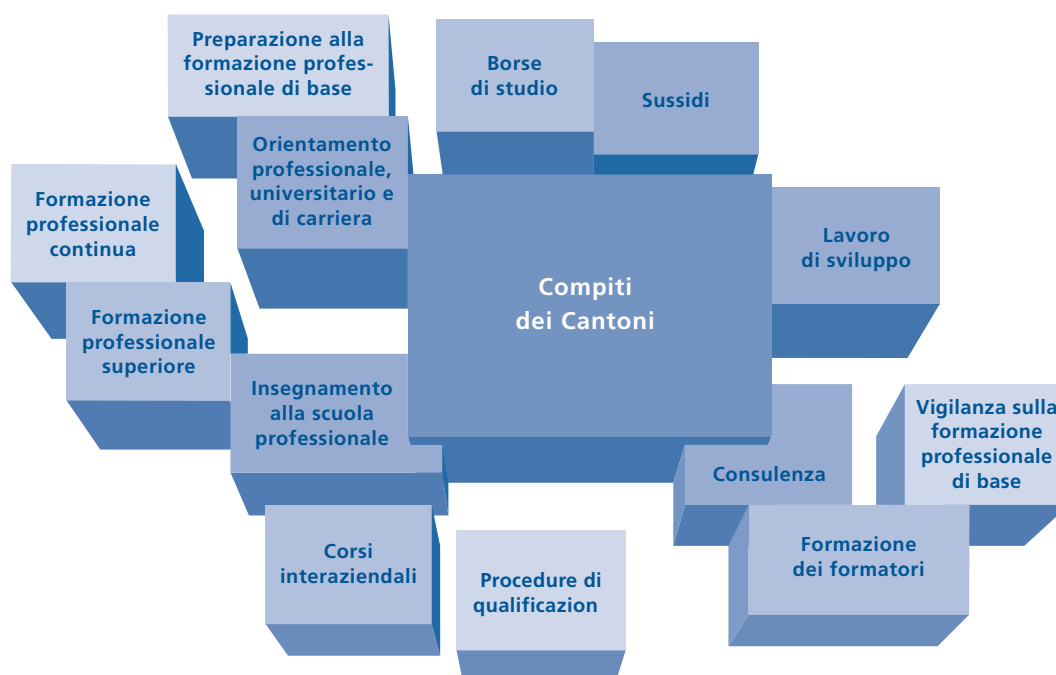 Preparazione alla
formazione profes-
sionale di base
Borse
di studio
Sussidi
Orientamento
professionale,
universitario e
di carriera
Formazione
professionale
continua
Lavoro
di sviluppo
Compiti
dei Cantoni
Formazione
professionale
superiore
Insegnamento
alla scuola
professionale
Vigilanza sulla
formazione
professionale
di base
Consulenza
Corsi
interaziendali
Formazione
dei formatori
Procedure di
qualificazion